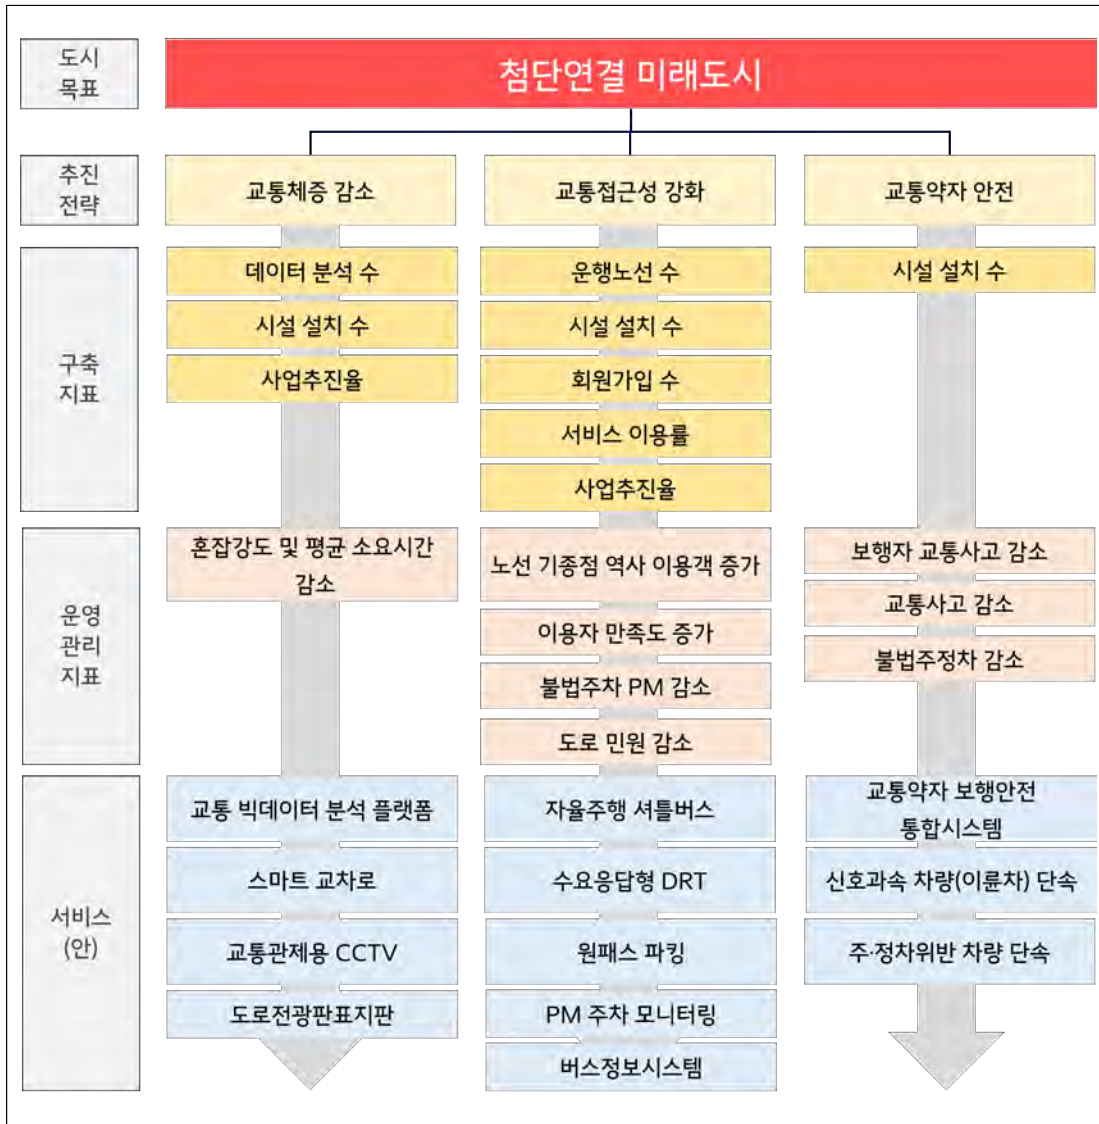 도시
목표
첨단연결 미래도시
추진
전략
교통체증 감소
교통접근성 강화
교통약자 안전
구축
지표
데이터 분석 수
시설 설치 수
사업추진율
운행노선 수
시설 설치 수
회원가입 수
서비스 이용률
사업추진율
시설 설치 수
운영
관리
지표
혼잡강도 및 평균 소요시간
감소
노선 기종점 역사 이용객 증가
이용자 만족도 증가
불법주차 PM 감소
도로 민원 감소
보행자 교통사고 감소
교통사고 감소
불법주정차 감소
서비스
(안)
교통 빅데이터 분석 플랫폼
스마트 교차로
교통관제용 CCTV
도로전광판표지판
자율주행 셔틀버스
수요응답형 DRT
원패스 파킹
PM 주차 모니터링
버스정보시스템
교통약자 보행안전
통합시스템
신호과속 차량(이륜차) 단속
주·정차위반 차량 단속